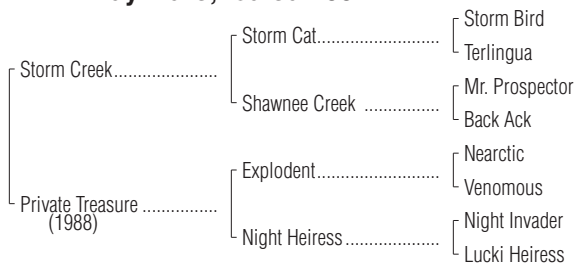 Storm Bird
Storm Cat
Terlingua
Storm Creek
Mr. Prospector
Shawnee Creek
Back Ack
Nearctic
Explodent
Venomous
Private Treasure
(1988)
Night Invader
Night Heiress
Lucki Heiress